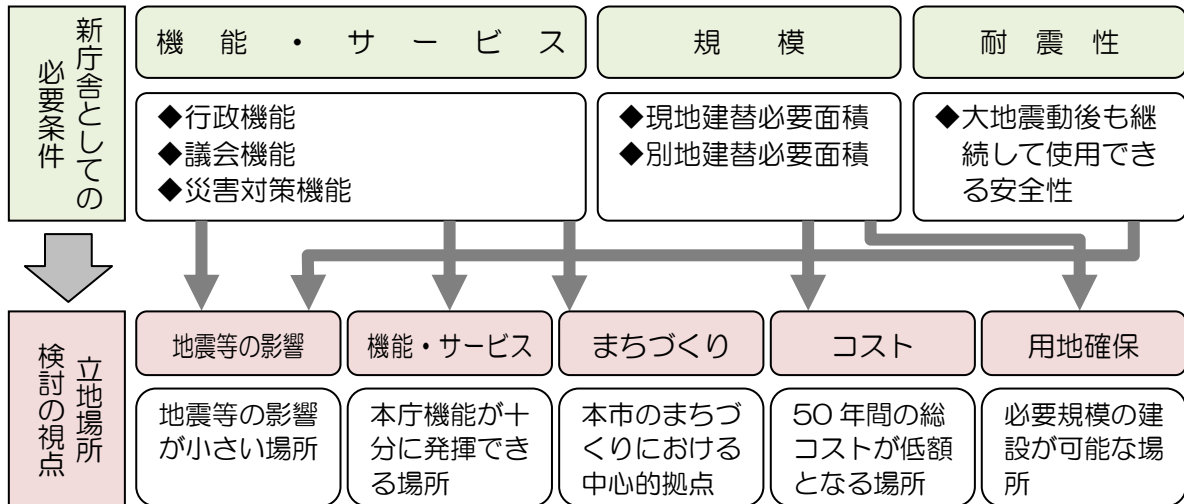 新庁舎としての
必要条件
機能・サービス
規模
耐震性
◆行政機能
◆議会機能
◆災害対策機能
◆現地建替必要面積
◆別地建替必要面積
◆大地震動後も継
続して使用でき
る安全性
立地場所
検討の視点
地震等の影響
機能・サービス
まちづくり
コスト
用地確保
地震等の影響
が小さい場所
本庁機能が十
分に発揮でき
る場所
本市のまちづ
くりにおける
中心的拠点
50年間の総
コストが低額
となる場所
必要規模の建
設が可能な場
所